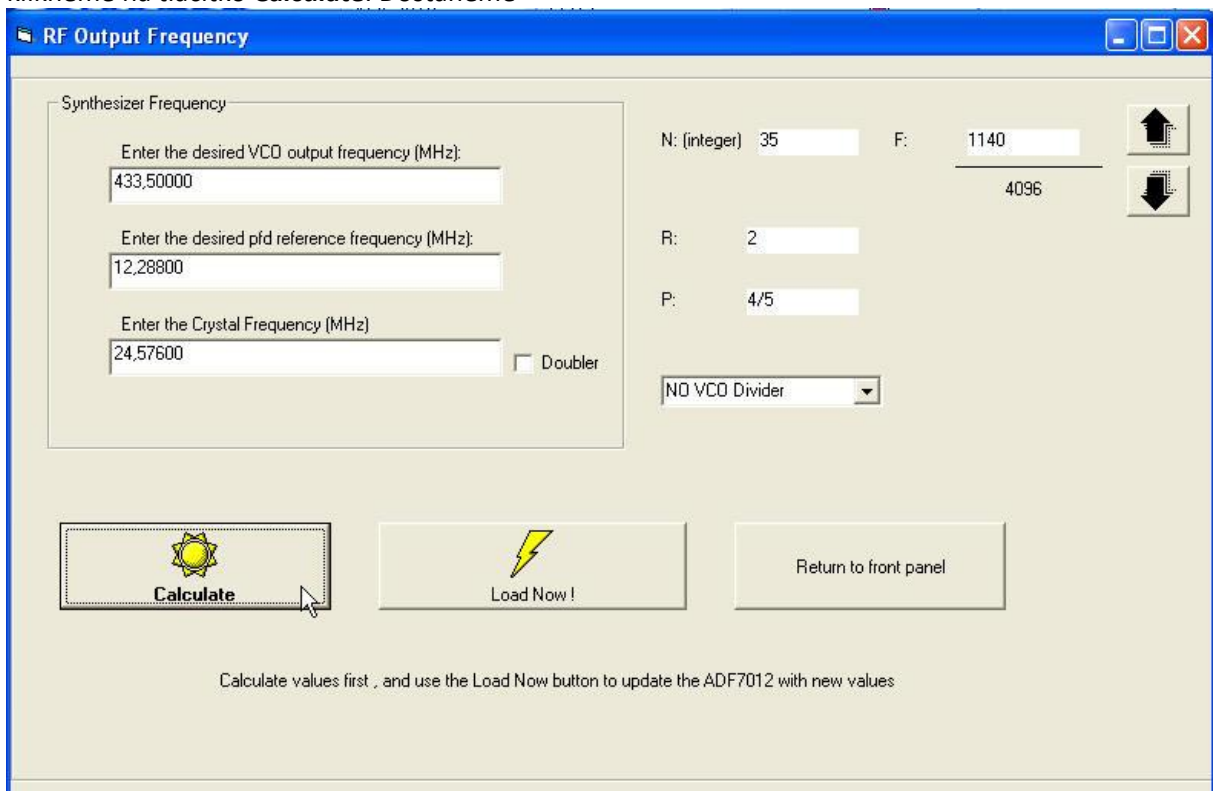 RF Output Frequency
Synthesizer Frequency
Enter the desired VCO output frequency (MHz):
433,50000
Enter the desired pfd reference frequency (MHz):
12,28800
Enter the Crystal Frequency (MHz)
24,57600
Doubler
N: (integer) 35 F: 1140
4096
R: 2
P: 4/5
NO VCO Divider
Calculate
Load Now !
Return to front panel
Calculate values first , and use the Load Now button to update the ADF7012 with new values